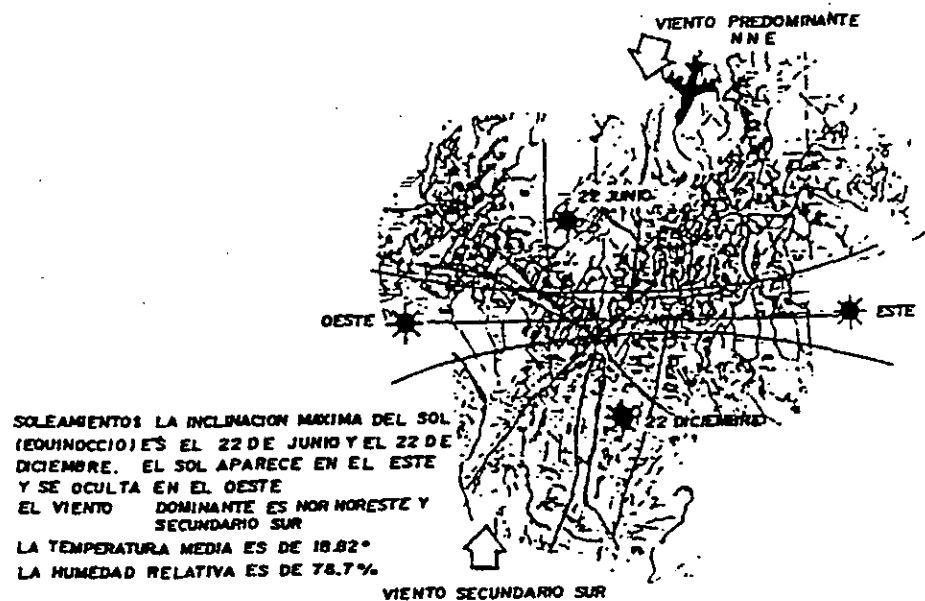 VIENTO PREDOMINANTE
N N E
22 JUNIO
OESTE
ESTE
22 DICIEMBRE
SOLEAMIENTO: LA INCLINACION MAXIMA DEL SOL
(EQUINOCCIO) ES EL 22 DE JUNIO Y EL 22 DE
DICIEMBRE. EL SOL APARECE EN EL ESTE
Y SE OCULTA EN EL OESTE
EL VIENTO DOMINANTE ES NOR NORESTE Y
SECUNDARIO SUR
LA TEMPERATURA MEDIA ES DE 18.82°
LA HUMEDAD RELATIVA ES DE 78.7%
VIENTO SECUNDARIO SUR